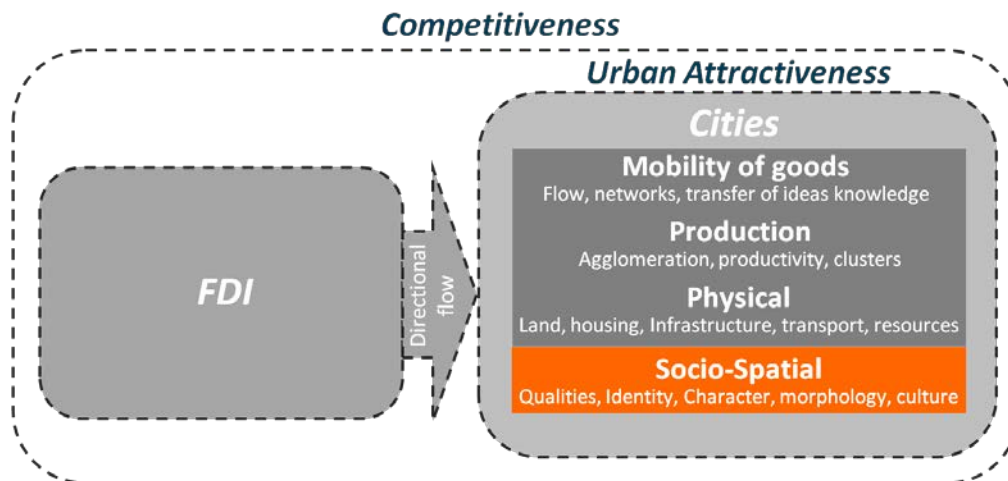 Competitiveness
Urban Attractiveness
Cities
Mobility of goods
Flow, networks, transfer of ideas knowledge
Production
Agglomeration, productivity, clusters
Physical
Land, housing, Infrastructure, transport, resources
Socio-Spatial
Qualities, Identity, Character, morphology, culture
FDI
Directional
flow